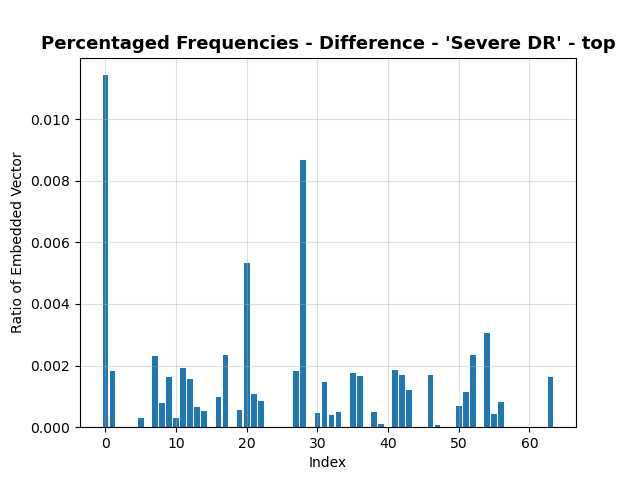 Percentaged Frequencies - Difference - 'Severe DR' - top
0.010
0.008
0.006
0.004
0.002
0.000
Ratio of Embedded Vector
0 10 20 30 40 50 60
Index